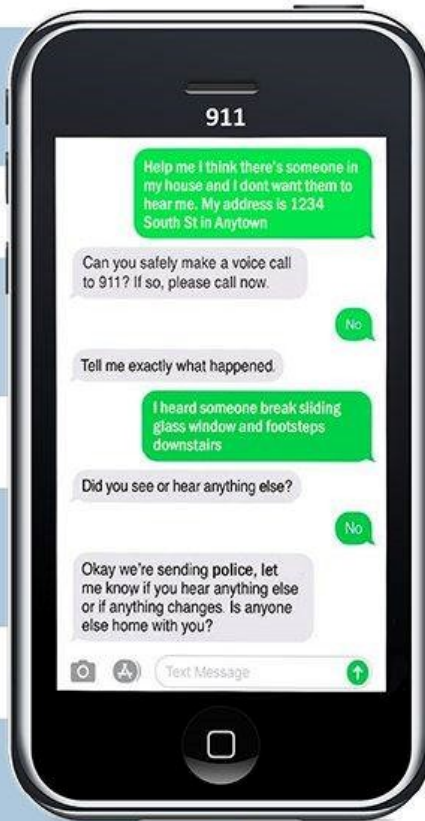 911
Help me I think there's someone in
my house and I dont want them to
hear me. My address is 1234
South St in Anytown
Can you safely make a voice call
to 911? If so, please call now.
No
Tell me exactly what happened.
I heard someone break sliding
glass window and footsteps
downstairs
Did you see or hear anything else?
No
Okay we're sending police, let
me know if you hear anything else
or if anything changes. Is anyone
else home with you?
Text Message